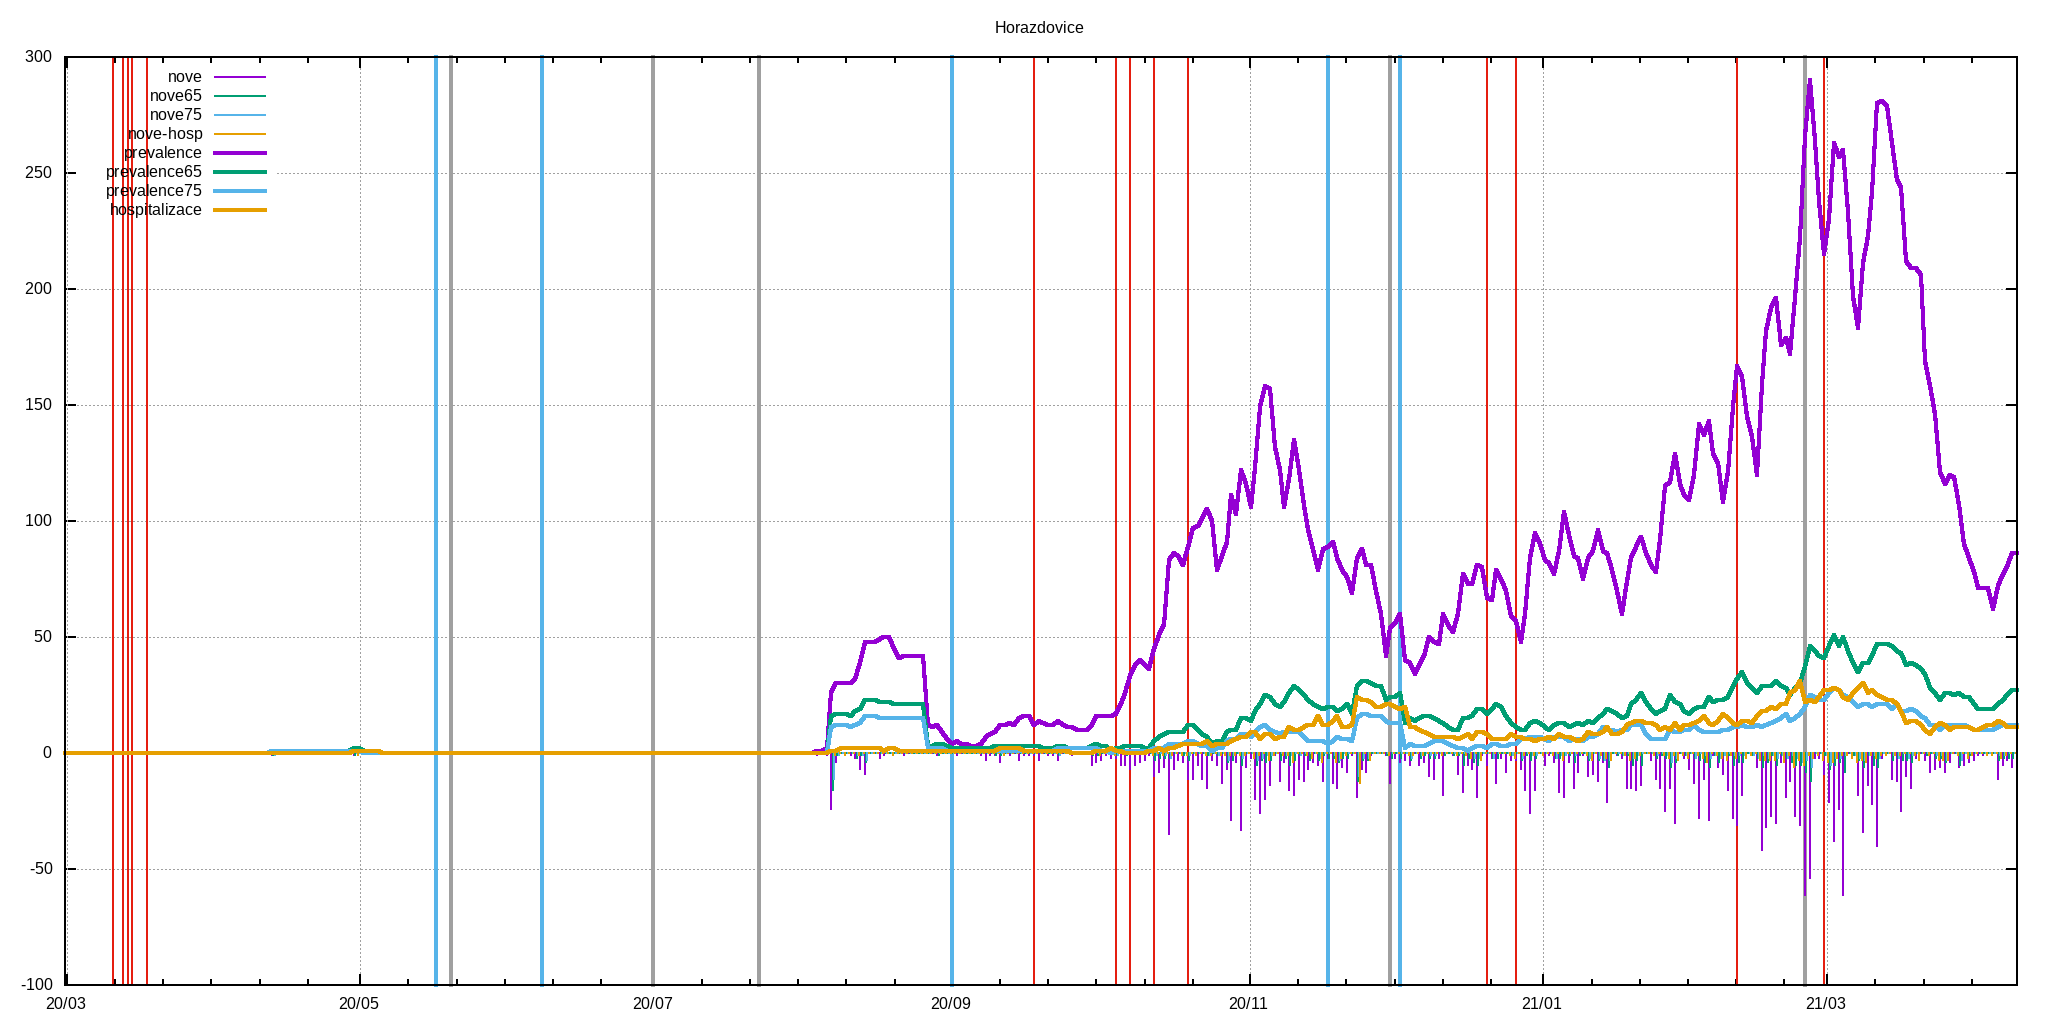 Horazdovice
300
250
200
150
100
50
0
-50
-100
nove
nove65
nove75
nove-hosp
prevalence
prevalence65
prevalence75
hospitalizace
20/03 20/05 20/07 20/09 20/11 21/01 21/03